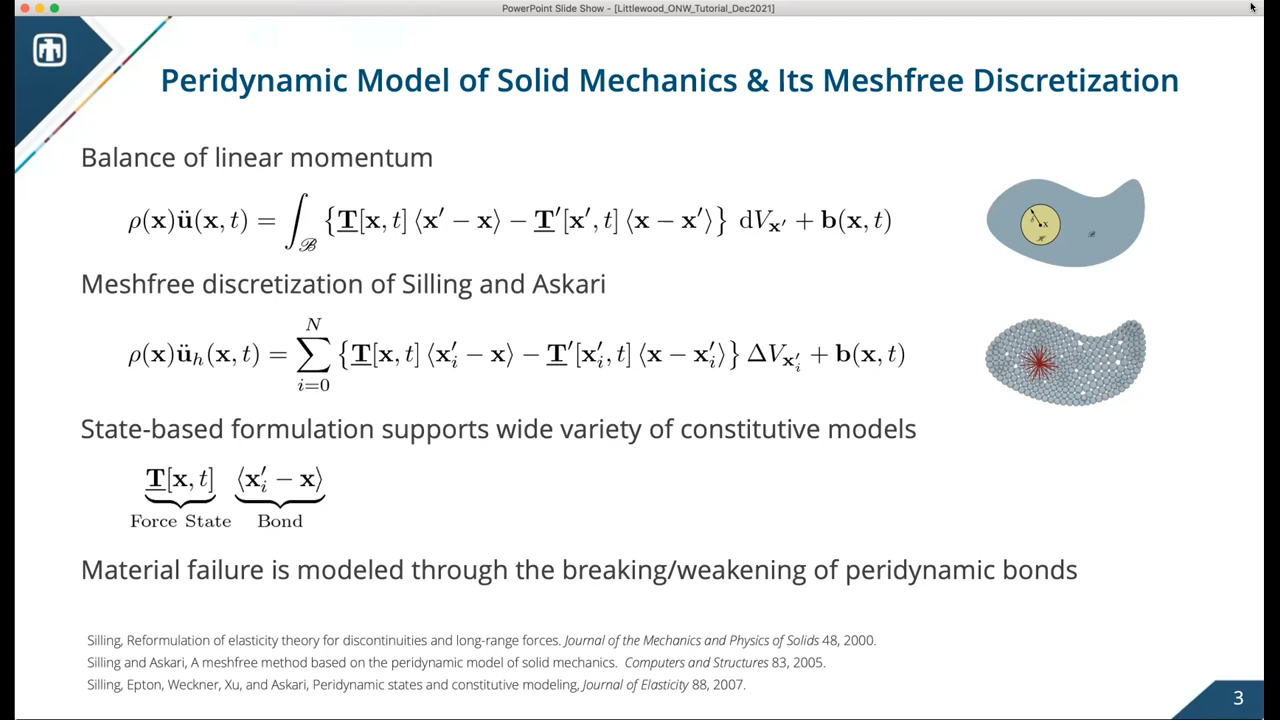 PowerPoint Slide Show - [Littlewood_ONW_Tutorial_Dec2021]
Peridynamic Model of Solid Mechanics & Its Meshfree Discretization
Balance of linear momentum
ρ(𝐱)𝐮̈(𝐱, t) = ∫_ℬ {𝐓̲[𝐱, t] ⟨𝐱′ − 𝐱⟩ − 𝐓̲′[𝐱′, t] ⟨𝐱 − 𝐱′⟩} dV_𝐱′ + 𝐛(𝐱, t)
Meshfree discretization of Silling and Askari
ρ(𝐱)𝐮̈_h(𝐱, t) = ∑_{i=0}^{N} {𝐓̲[𝐱, t] ⟨𝐱′_i − 𝐱⟩ − 𝐓̲′[𝐱′_i, t] ⟨𝐱 − 𝐱′_i⟩} ΔV_{𝐱′_i} + 𝐛(𝐱, t)
State-based formulation supports wide variety of constitutive models
𝐓̲[𝐱, t] ⟨𝐱′_i − 𝐱⟩
Force State Bond
Material failure is modeled through the breaking/weakening of peridynamic bonds
Silling, Reformulation of elasticity theory for discontinuities and long-range forces. Journal of the Mechanics and Physics of Solids 48, 2000.
Silling and Askari, A meshfree method based on the peridynamic model of solid mechanics. Computers and Structures 83, 2005.
Silling, Epton, Weckner, Xu, and Askari, Peridynamic states and constitutive modeling, Journal of Elasticity 88, 2007.
3